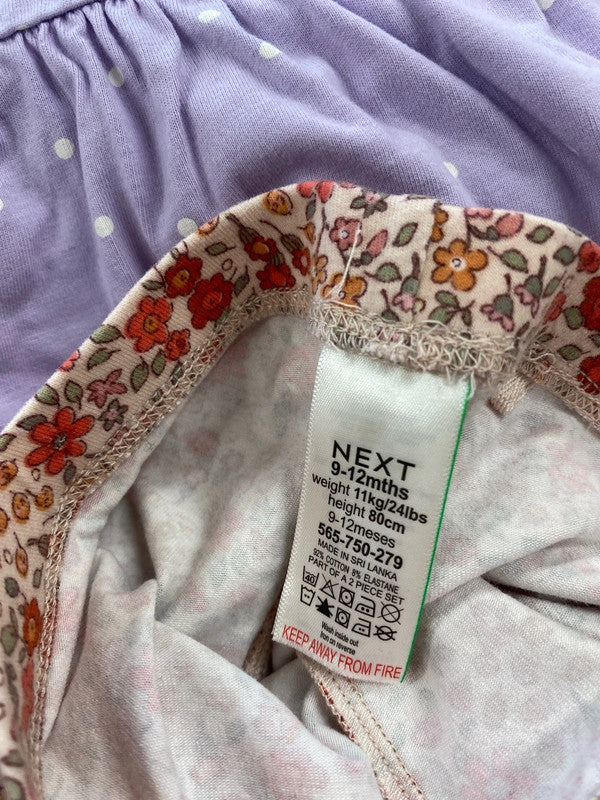 NEXT
9-12mths
weight 11kg/24lbs
height 80cm
9-12meses
565-750-279
MADE IN SRI LANKA
92% COTTON 8% ELASTANE
PART OF A 2 PIECE SET
40
Wash inside out
Iron on reverse
KEEP AWAY FROM FIRE